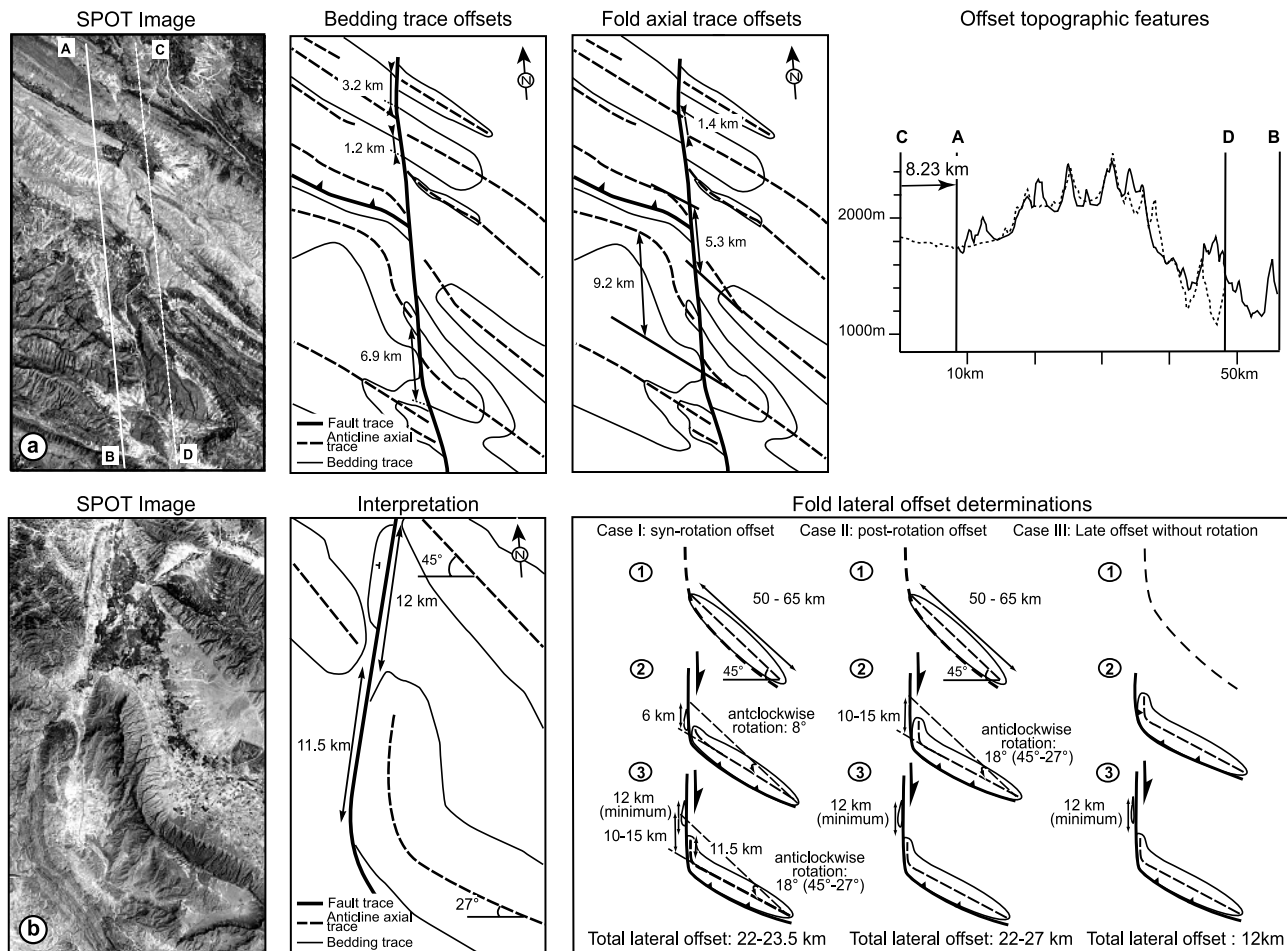 SPOT Image
A
C
B
D
a
Bedding trace offsets
N
3.2 km
1.2 km
6.9 km
Fault trace
Anticline axial
trace
Bedding trace
Fold axial trace offsets
N
1.4 km
5.3 km
9.2 km
Offset topographic features
C
A
D
B
8.23 km
2000m
1000m
10km
50km
SPOT Image
b
Interpretation
N
45°
12 km
11.5 km
27°
Fault trace
Anticline axial
trace
Bedding trace
Fold lateral offset determinations
Case I: syn-rotation offset
Case II: post-rotation offset
Case III: Late offset without rotation
1
50 - 65 km
45°
2
6 km
antclockwise
rotation: 8°
3
12 km
(minimum)
10-15 km
11.5 km
anticlockwise
rotation:
18° (45°-27°)
Total lateral offset: 22-23.5 km
1
50 - 65 km
45°
2
10-15 km
anticlockwise
rotation:
18° (45°-27°)
3
12 km
(minimum)
Total lateral offset: 22-27 km
1
2
3
12 km
(minimum)
Total lateral offset : 12km